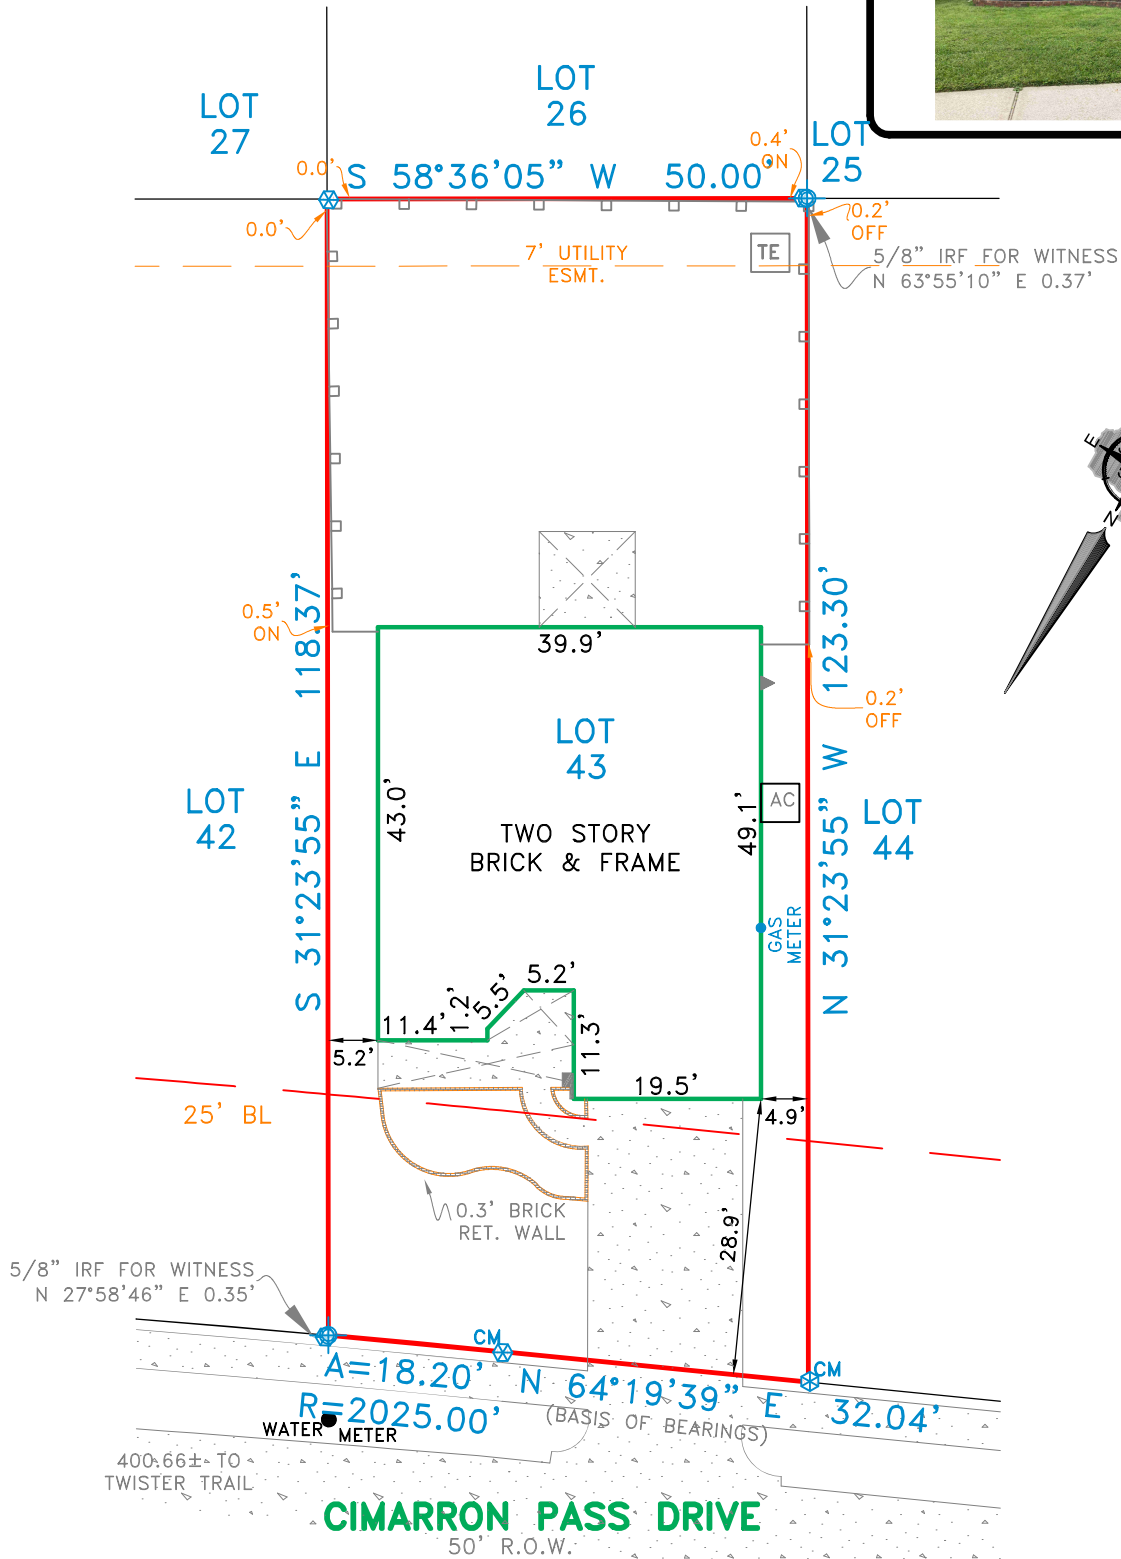 LOT
26
LOT
27
LOT
25
0.4'
ON
0.0'
S 58°36'05" W 50.00'
0.0'
0.2'
OFF
7' UTILITY
ESMT.
TE
5/8" IRF FOR WITNESS
N 63°55'10" E 0.37'
E
N
S 31°23'55" E 118.37'
N 31°23'55" W 123.30'
0.5'
ON
39.9'
0.2'
OFF
LOT
43
43.0'
49.1'
AC
LOT
42
LOT
44
TWO STORY
BRICK & FRAME
GAS
METER
5.2'
5.5'
1.2'
11.4'
11.3'
5.2'
19.5'
4.9'
25' BL
0.3' BRICK
RET. WALL
28.9'
5/8" IRF FOR WITNESS
N 27°58'46" E 0.35'
CM
CM
A=18.20'
R=2025.00'
N 64°19'39" E 32.04'
(BASIS OF BEARINGS)
WATER METER
400.66± TO
TWISTER TRAIL
CIMARRON PASS DRIVE
50' R.O.W.